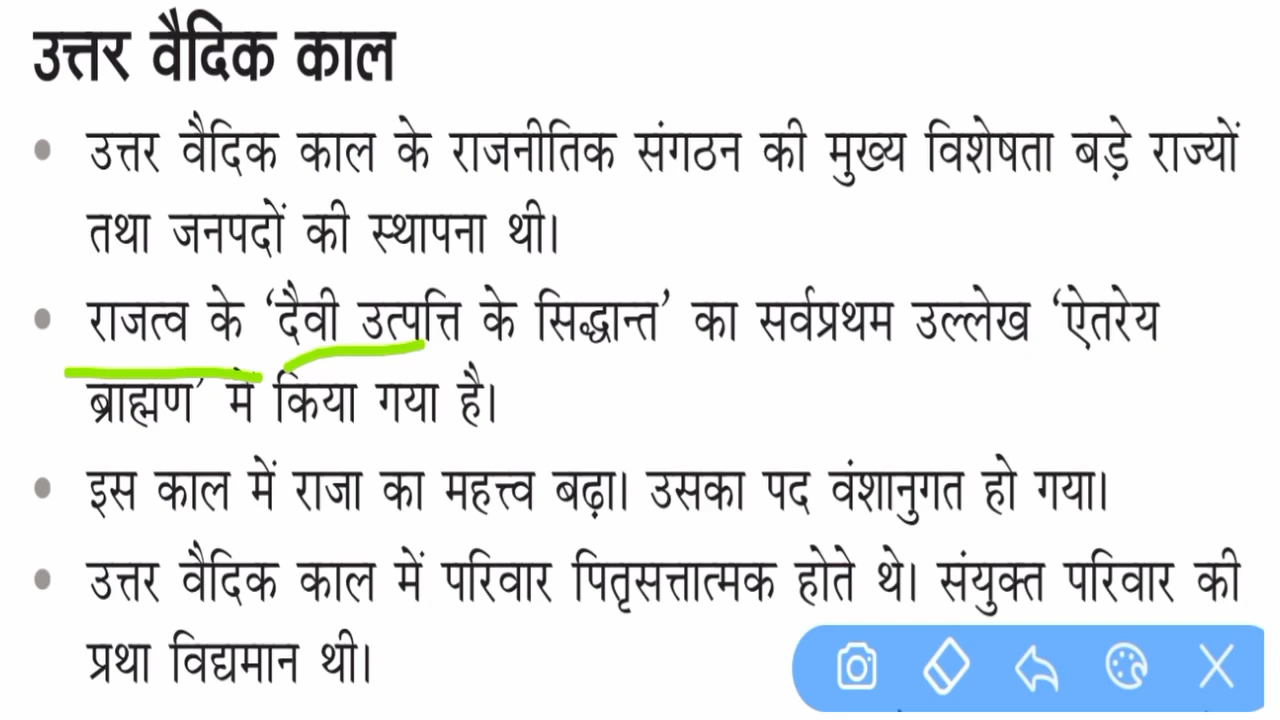 उत्तर वैदिक काल
• उत्तर वैदिक काल के राजनीतिक संगठन की मुख्य विशेषता बड़े राज्यों
तथा जनपदों की स्थापना थी।
• राजत्व के ‘दैवी उत्पत्ति के सिद्धान्त’ का सर्वप्रथम उल्लेख ‘ऐतरेय
ब्राह्मण’ में किया गया है।
• इस काल में राजा का महत्त्व बढ़ा। उसका पद वंशानुगत हो गया।
• उत्तर वैदिक काल में परिवार पितृसत्तात्मक होते थे। संयुक्त परिवार की
प्रथा विद्यमान थी।